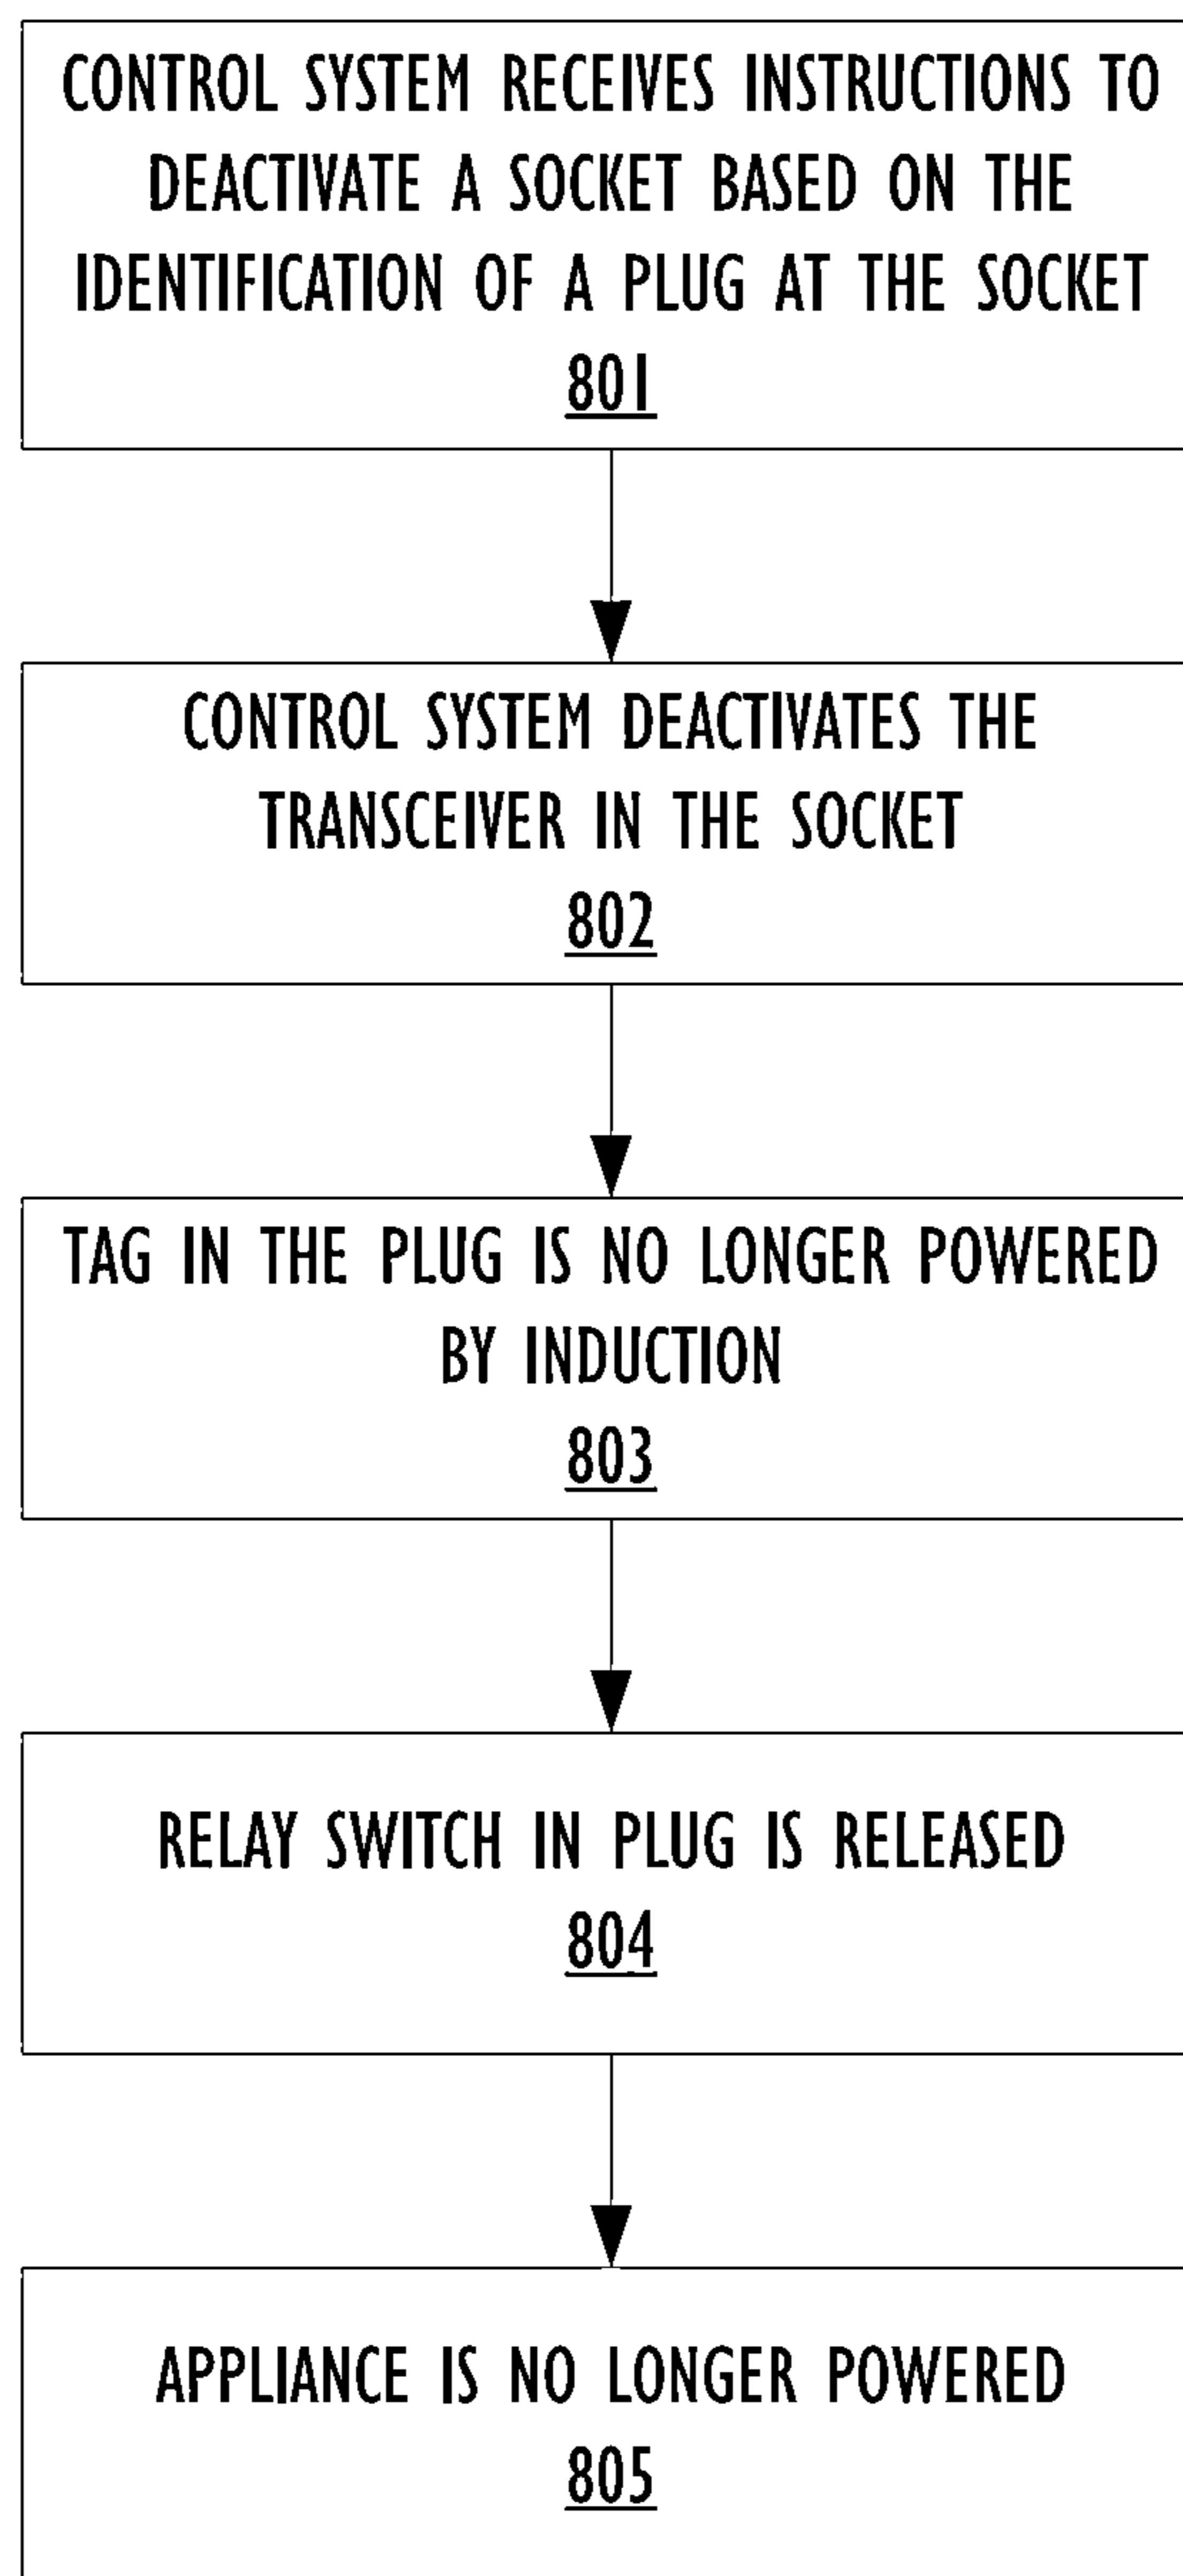 CONTROL SYSTEM RECEIVES INSTRUCTIONS TO
DEACTIVATE A SOCKET BASED ON THE
IDENTIFICATION OF A PLUG AT THE SOCKET
801
CONTROL SYSTEM DEACTIVATES THE
TRANSCEIVER IN THE SOCKET
802
TAG IN THE PLUG IS NO LONGER POWERED
BY INDUCTION
803
RELAY SWITCH IN PLUG IS RELEASED
804
APPLIANCE IS NO LONGER POWERED
805